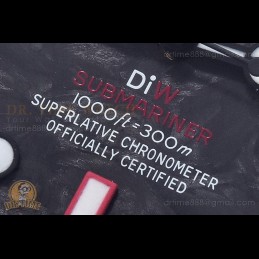 DiW
SUBMARINER
1000ft=300m
SUPERLATIVE CHRONOMETER
OFFICIALLY CERTIFIED